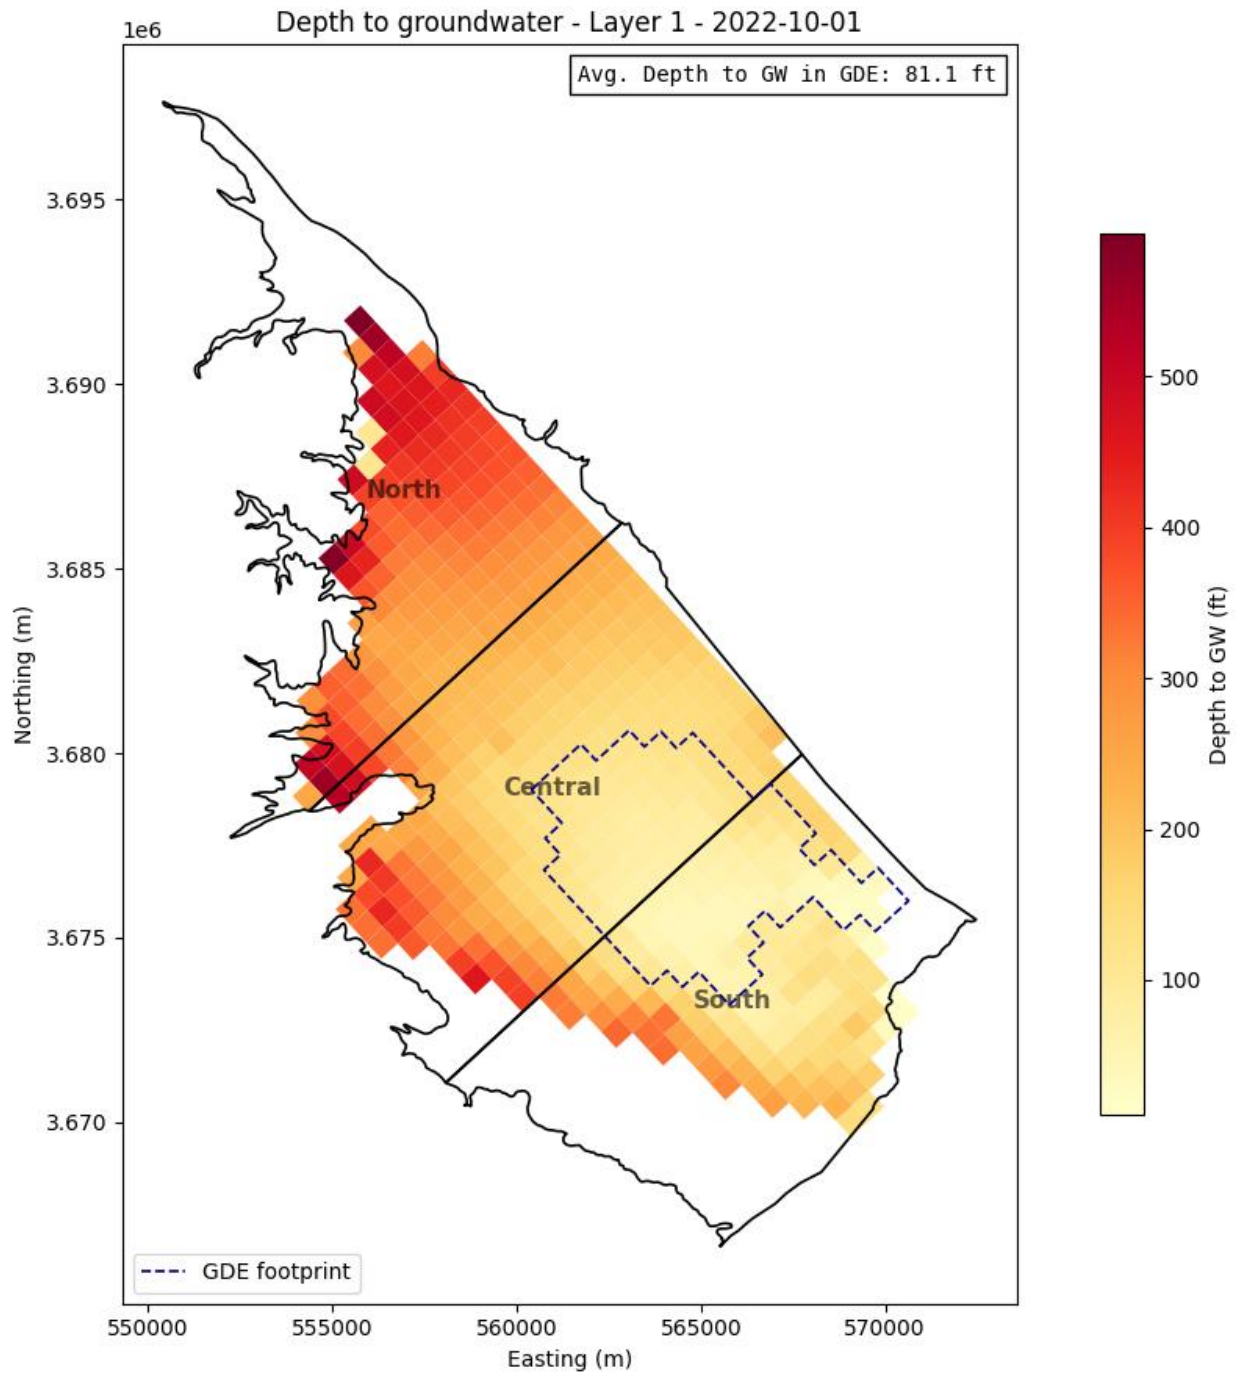 Depth to groundwater - Layer 1 - 2022-10-01
1e6
Avg. Depth to GW in GDE: 81.1 ft
3.695
3.690
3.685
3.680
3.675
3.670
Northing (m)
North
Central
South
GDE footprint
550000 555000 560000 565000 570000
Easting (m)
500
400
300
200
100
Depth to GW (ft)